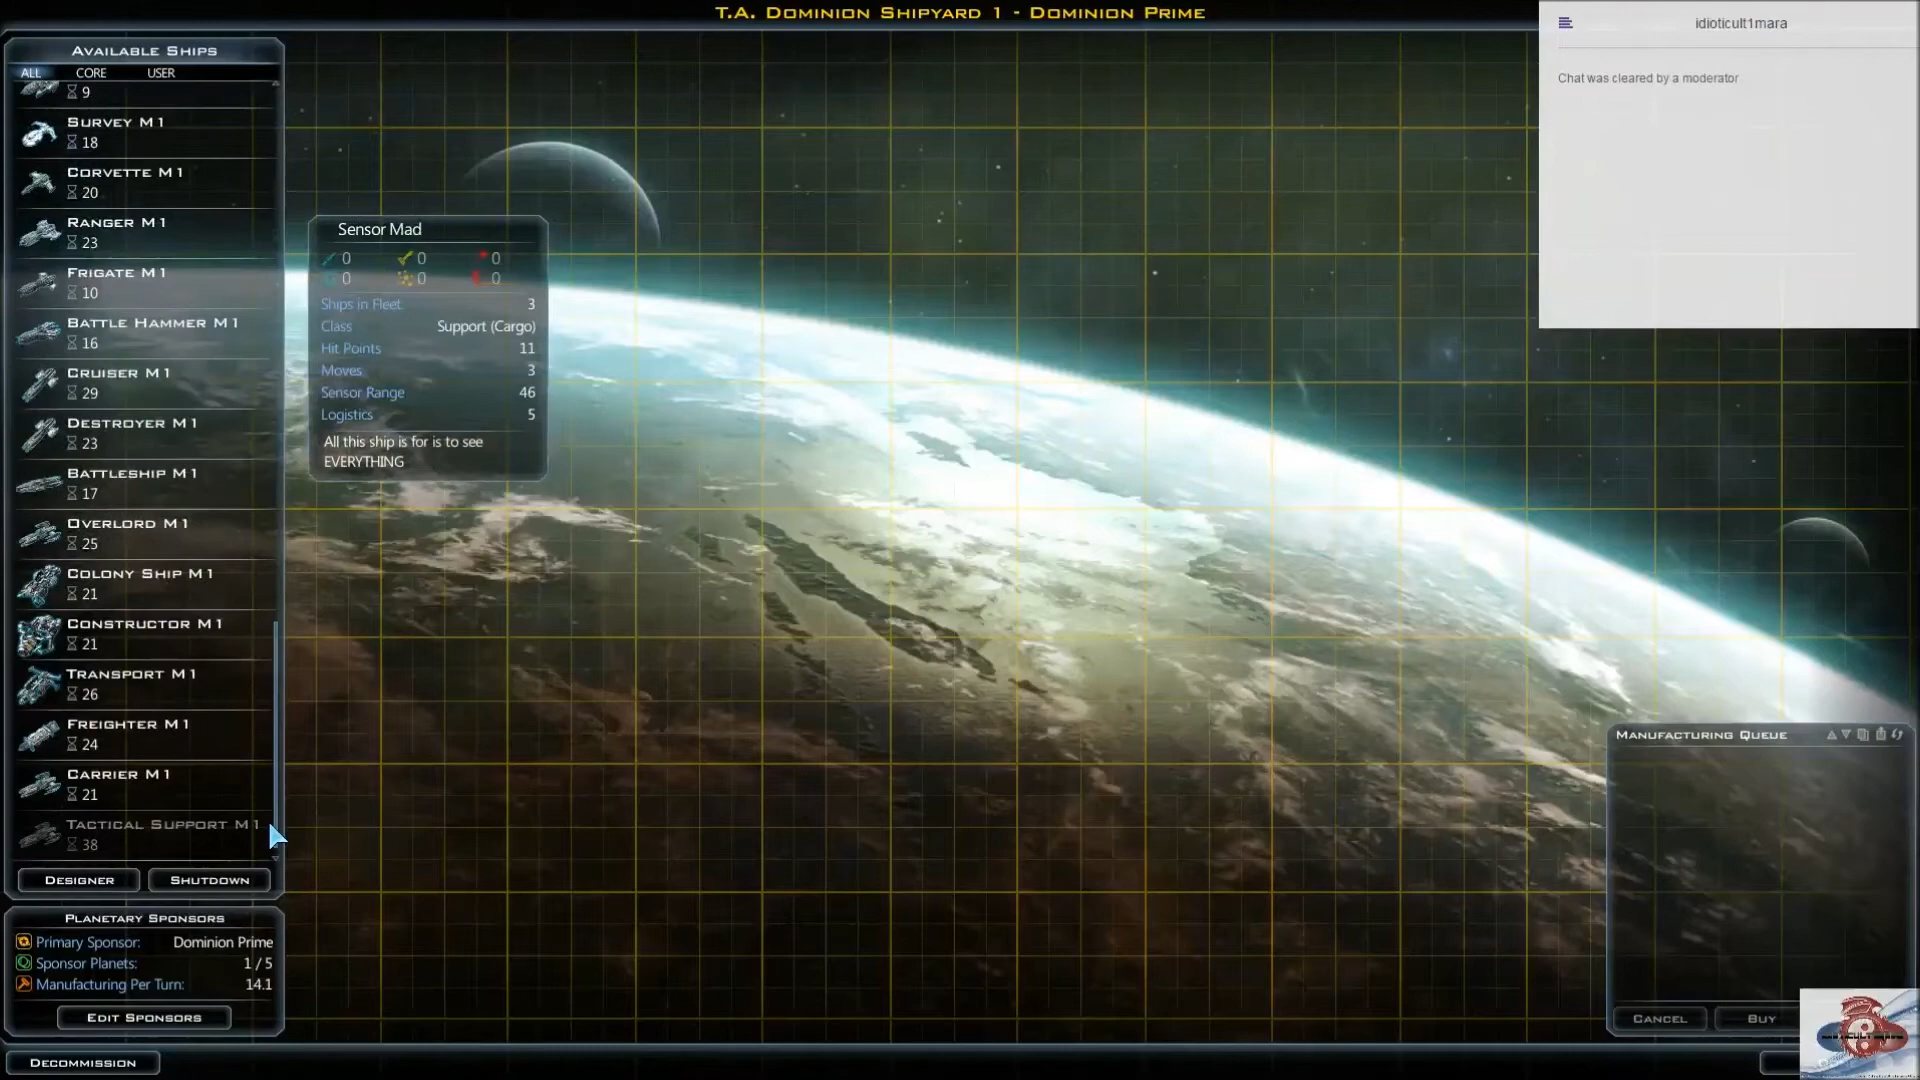 T.A. Dominion Shipyard 1 - Dominion Prime
Available Ships
ALL CORE USER
9
Survey M1
18
Corvette M1
20
Ranger M1
23
Frigate M1
10
Battle Hammer M1
16
Cruiser M1
29
Destroyer M1
23
Battleship M1
17
Overlord M1
25
Colony Ship M1
21
Constructor M1
21
Transport M1
26
Freighter M1
24
Carrier M1
21
Tactical Support M1
38
Designer Shutdown
Planetary Sponsors
Primary Sponsor: Dominion Prime
Sponsor Planets: 1 / 5
Manufacturing Per Turn: 14.1
Edit Sponsors
Decommission
Sensor Mad
0 0 0
0 0 0
Ships in Fleet 3
Class Support (Cargo)
Hit Points 11
Moves 3
Sensor Range 46
Logistics 5
All this ship is for is to see
EVERYTHING
idioticult1mara
Chat was cleared by a moderator
Manufacturing Queue
Cancel Buy